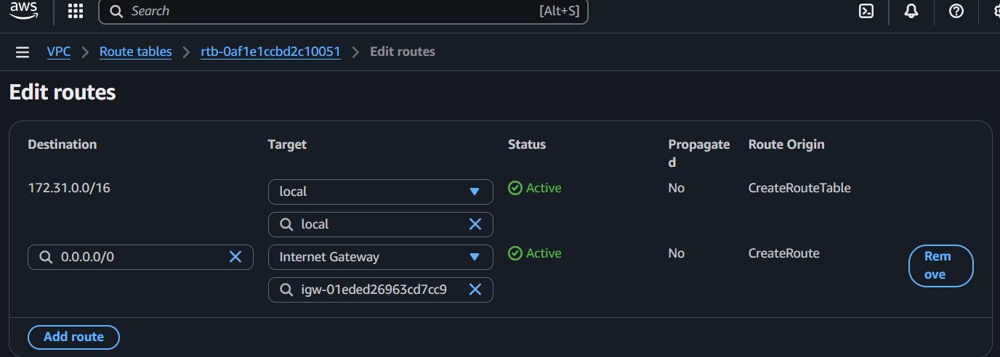 aws
Search [Alt+S]
VPC > Route tables > rtb-0af1e1ccbd2c10051 > Edit routes
Edit routes
Destination Target Status Propagate
d Route Origin
172.31.0.0/16 local Active No CreateRouteTable
local
0.0.0.0/0 Internet Gateway Active No CreateRoute Rem
ove
igw-01eded26963cd7cc9
Add route